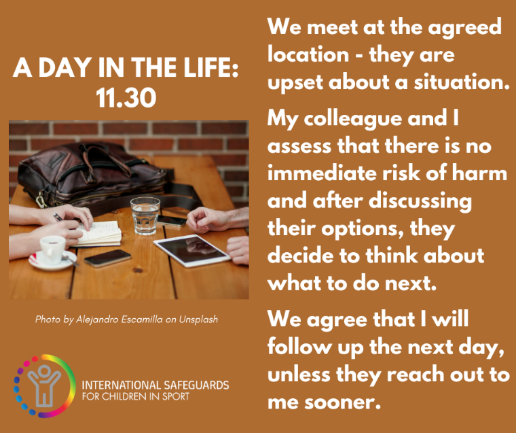 A DAY IN THE LIFE:
11.30
Photo by Alejandro Escamilla on Unsplash
INTERNATIONAL SAFEGUARDS
FOR CHILDREN IN SPORT
We meet at the agreed
location - they are
upset about a situation.
My colleague and I
assess that there is no
immediate risk of harm
and after discussing
their options, they
decide to think about
what to do next.
We agree that I will
follow up the next day,
unless they reach out to
me sooner.